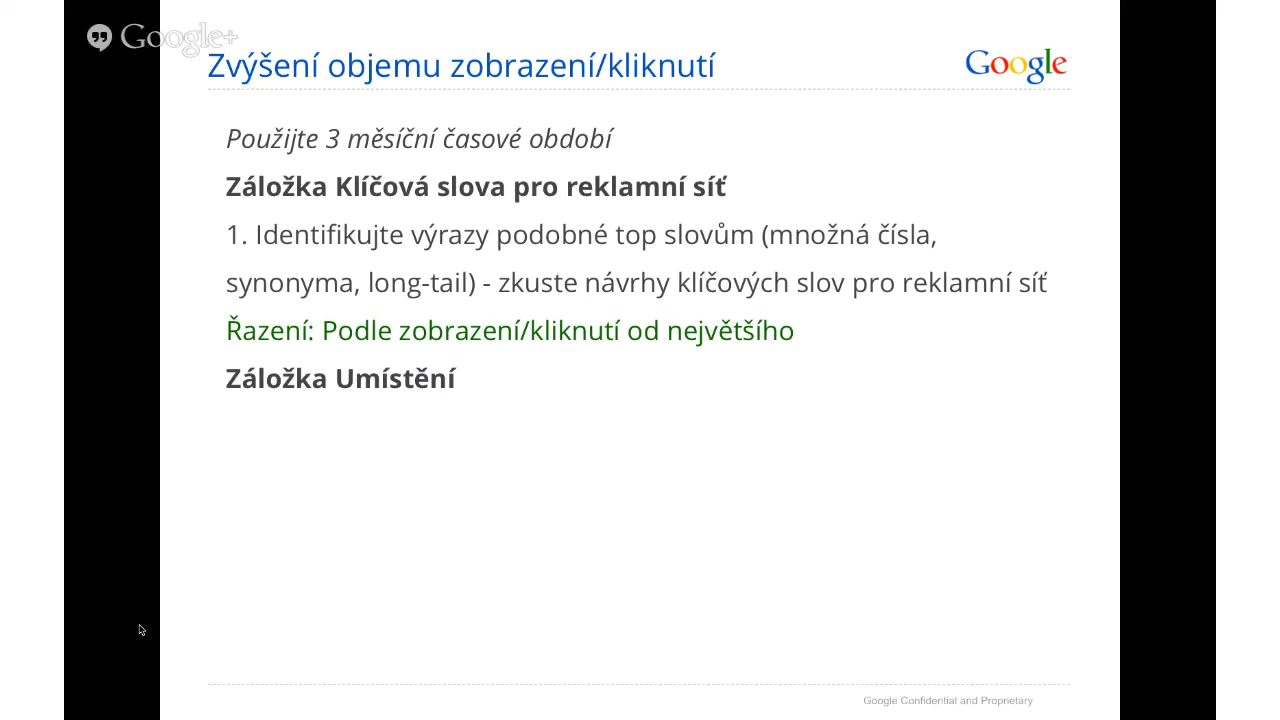 Google+
Zvýšení objemu zobrazení/kliknutí
Google
Použijte 3 měsíční časové období
Záložka Klíčová slova pro reklamní síť
1. Identifikujte výrazy podobné top slovům (množná čísla,
synonyma, long-tail) - zkuste návrhy klíčových slov pro reklamní síť
Řazení: Podle zobrazení/kliknutí od největšího
Záložka Umístění
Google Confidential and Proprietary